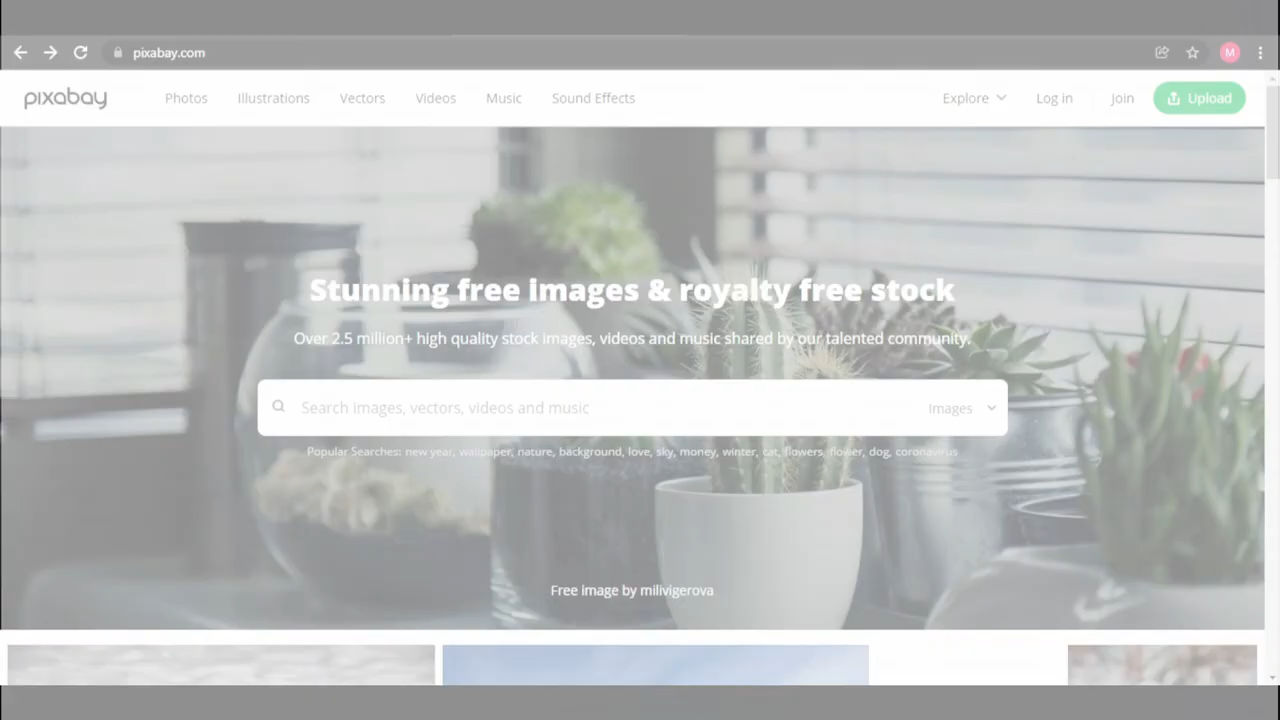 pixabay.com
M
pixabay
Photos
Illustrations
Vectors
Videos
Music
Sound Effects
Explore
Log in
Join
Upload
Stunning free images & royalty free stock
Over 2.5 million+ high quality stock images, videos and music shared by our talented community.
Search images, vectors, videos and music
Images
Popular Searches: new year, wallpaper, nature, background, love, sky, money, winter, cat, flowers, flower, dog, coronavirus
Free image by milivigerova